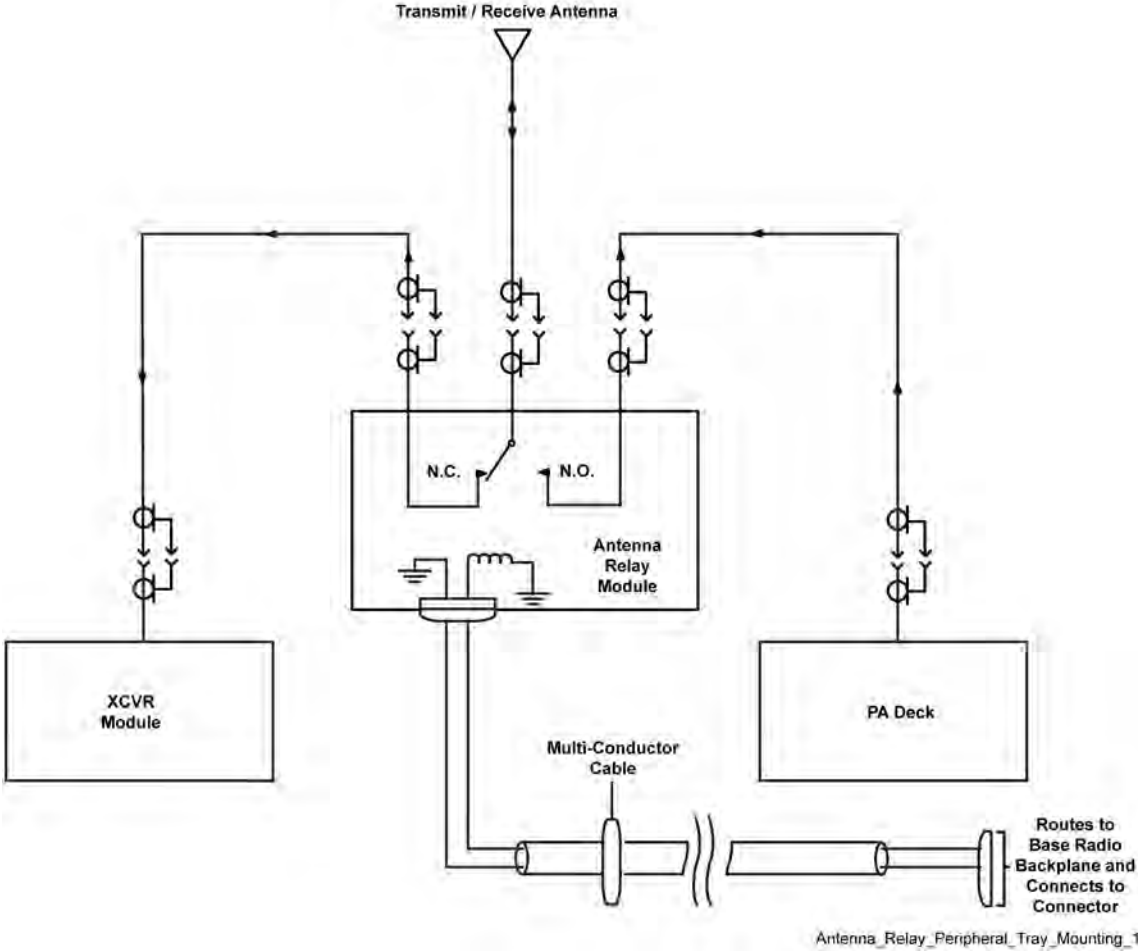 Transmit / Receive Antenna
N.C.
N.O.
Antenna
Relay
Module
XCVR
Module
PA Deck
Multi-Conductor
Cable
Routes to
Base Radio
Backplane and
Connects to
Connector
Antenna_Relay_Peripheral_Tray_Mounting_1